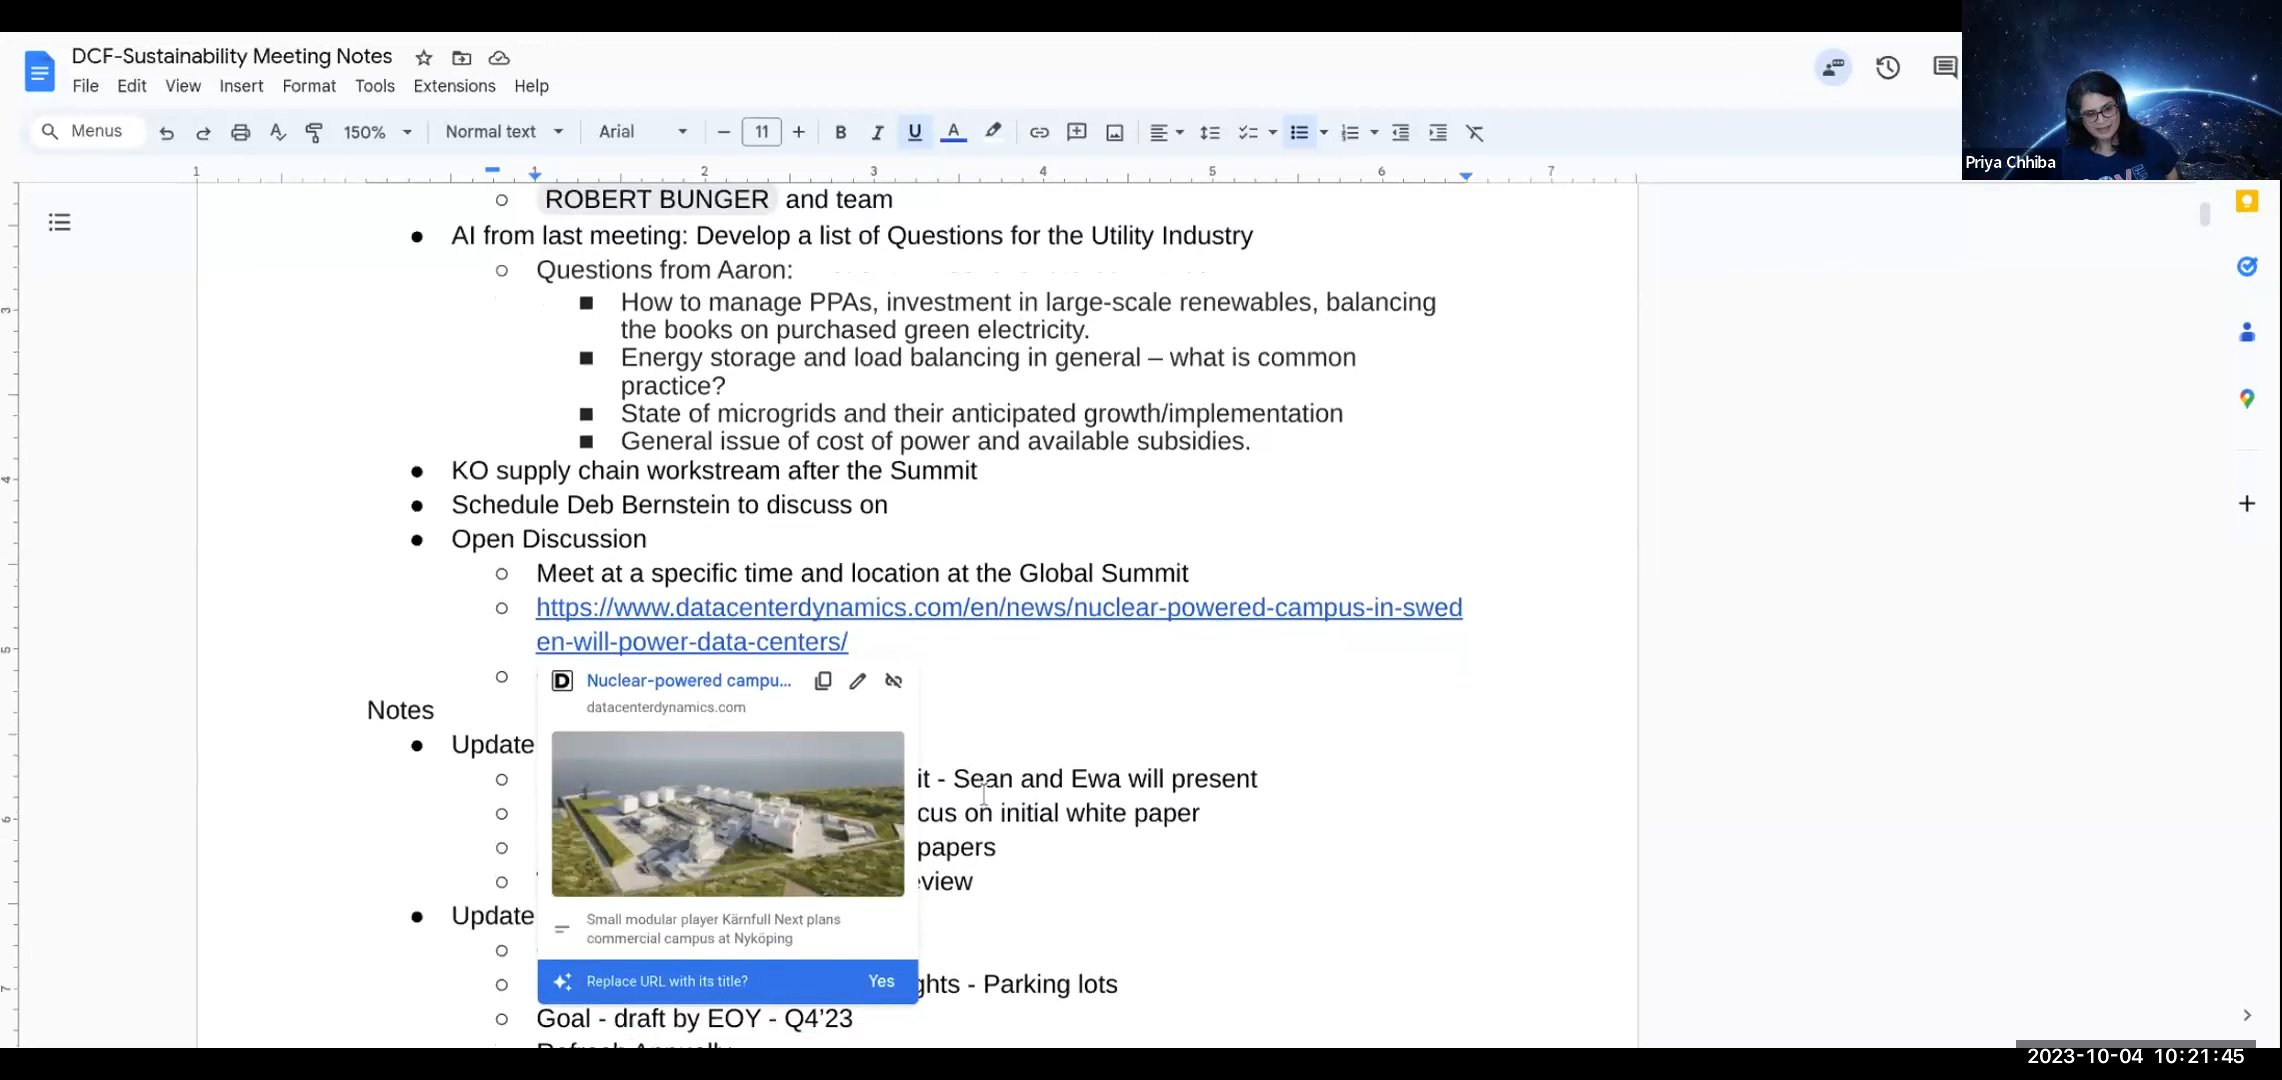 DCF-Sustainability Meeting Notes
File Edit View Insert Format Tools Extensions Help
Menus 150% Normal text Arial 11
Priya Chhiba
1 1 2 3 4 5 6 7
ROBERT BUNGER and team
AI from last meeting: Develop a list of Questions for the Utility Industry
Questions from Aaron:
How to manage PPAs, investment in large-scale renewables, balancing
the books on purchased green electricity.
Energy storage and load balancing in general – what is common
practice?
State of microgrids and their anticipated growth/implementation
General issue of cost of power and available subsidies.
KO supply chain workstream after the Summit
Schedule Deb Bernstein to discuss on
Open Discussion
Meet at a specific time and location at the Global Summit
https://www.datacenterdynamics.com/en/news/nuclear-powered-campus-in-swed
en-will-power-data-centers/
Nuclear-powered campu...
datacenterdynamics.com
Notes
Update
it - Sean and Ewa will present
cus on initial white paper
papers
view
Small modular player Kärnfull Next plans
commercial campus at Nyköping
Update
Replace URL with its title? Yes
ghts - Parking lots
Goal - draft by EOY - Q4’23
2023-10-04 10:21:45